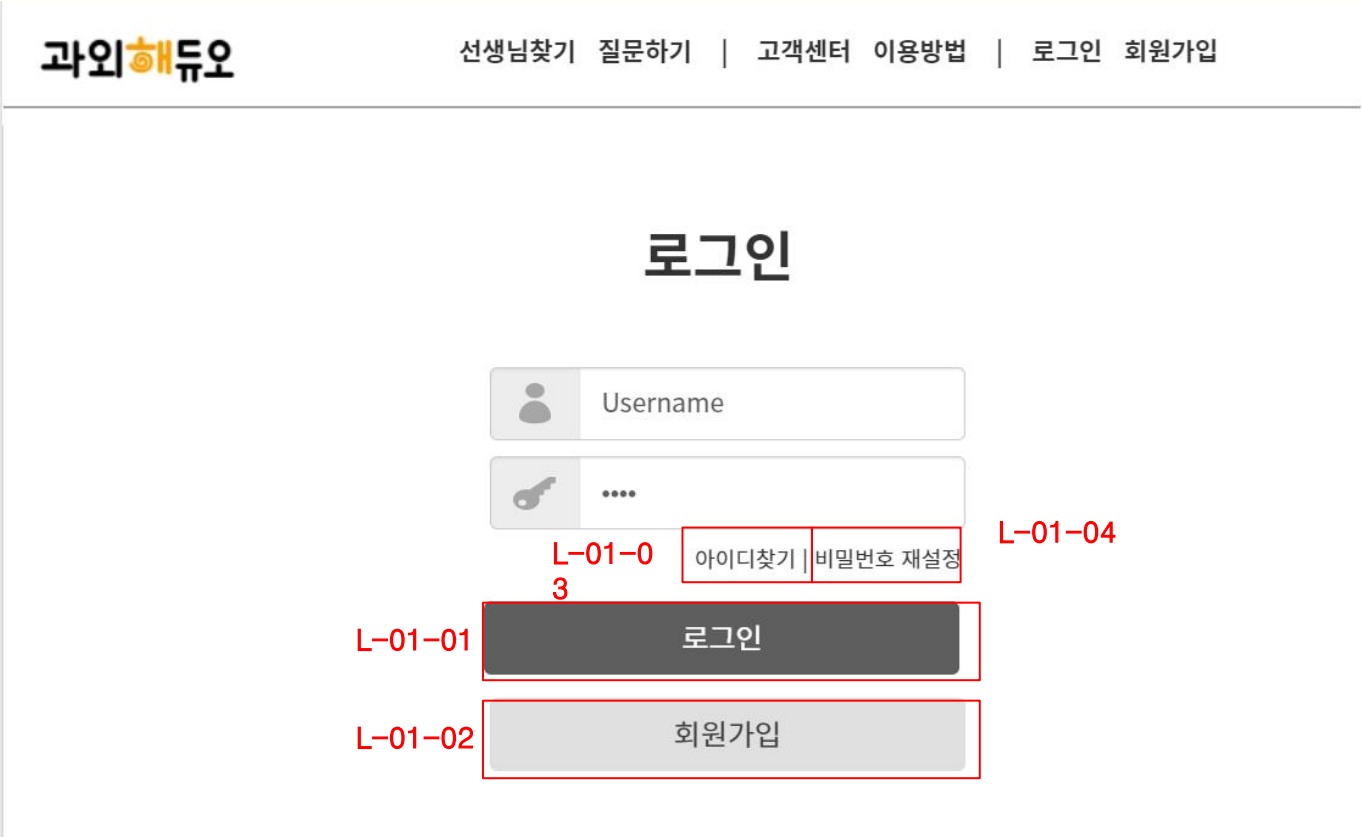 과외해듀오
선생님찾기 질문하기 | 고객센터 이용방법 | 로그인 회원가입
로그인
Username
••••
L-01-03
아이디찾기 | 비밀번호 재설정
L-01-04
L-01-01
로그인
L-01-02
회원가입